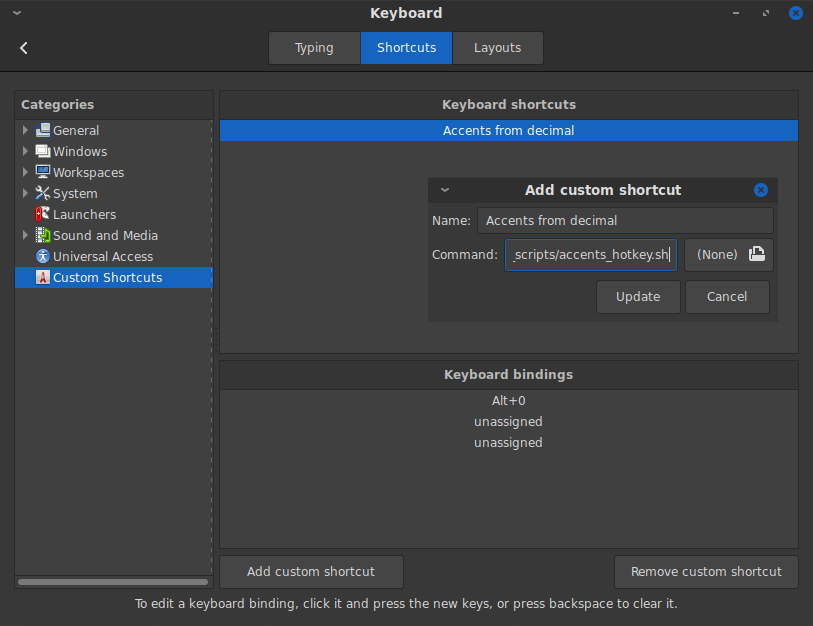 Keyboard
Typing
Shortcuts
Layouts
Categories
General
Windows
Workspaces
System
Launchers
Sound and Media
Universal Access
Custom Shortcuts
Keyboard shortcuts
Accents from decimal
Add custom shortcut
Name: Accents from decimal
Command: _scripts/accents_hotkey.sh (None)
Update Cancel
Keyboard bindings
Alt+0
unassigned
unassigned
Add custom shortcut
Remove custom shortcut
To edit a keyboard binding, click it and press the new keys, or press backspace to clear it.